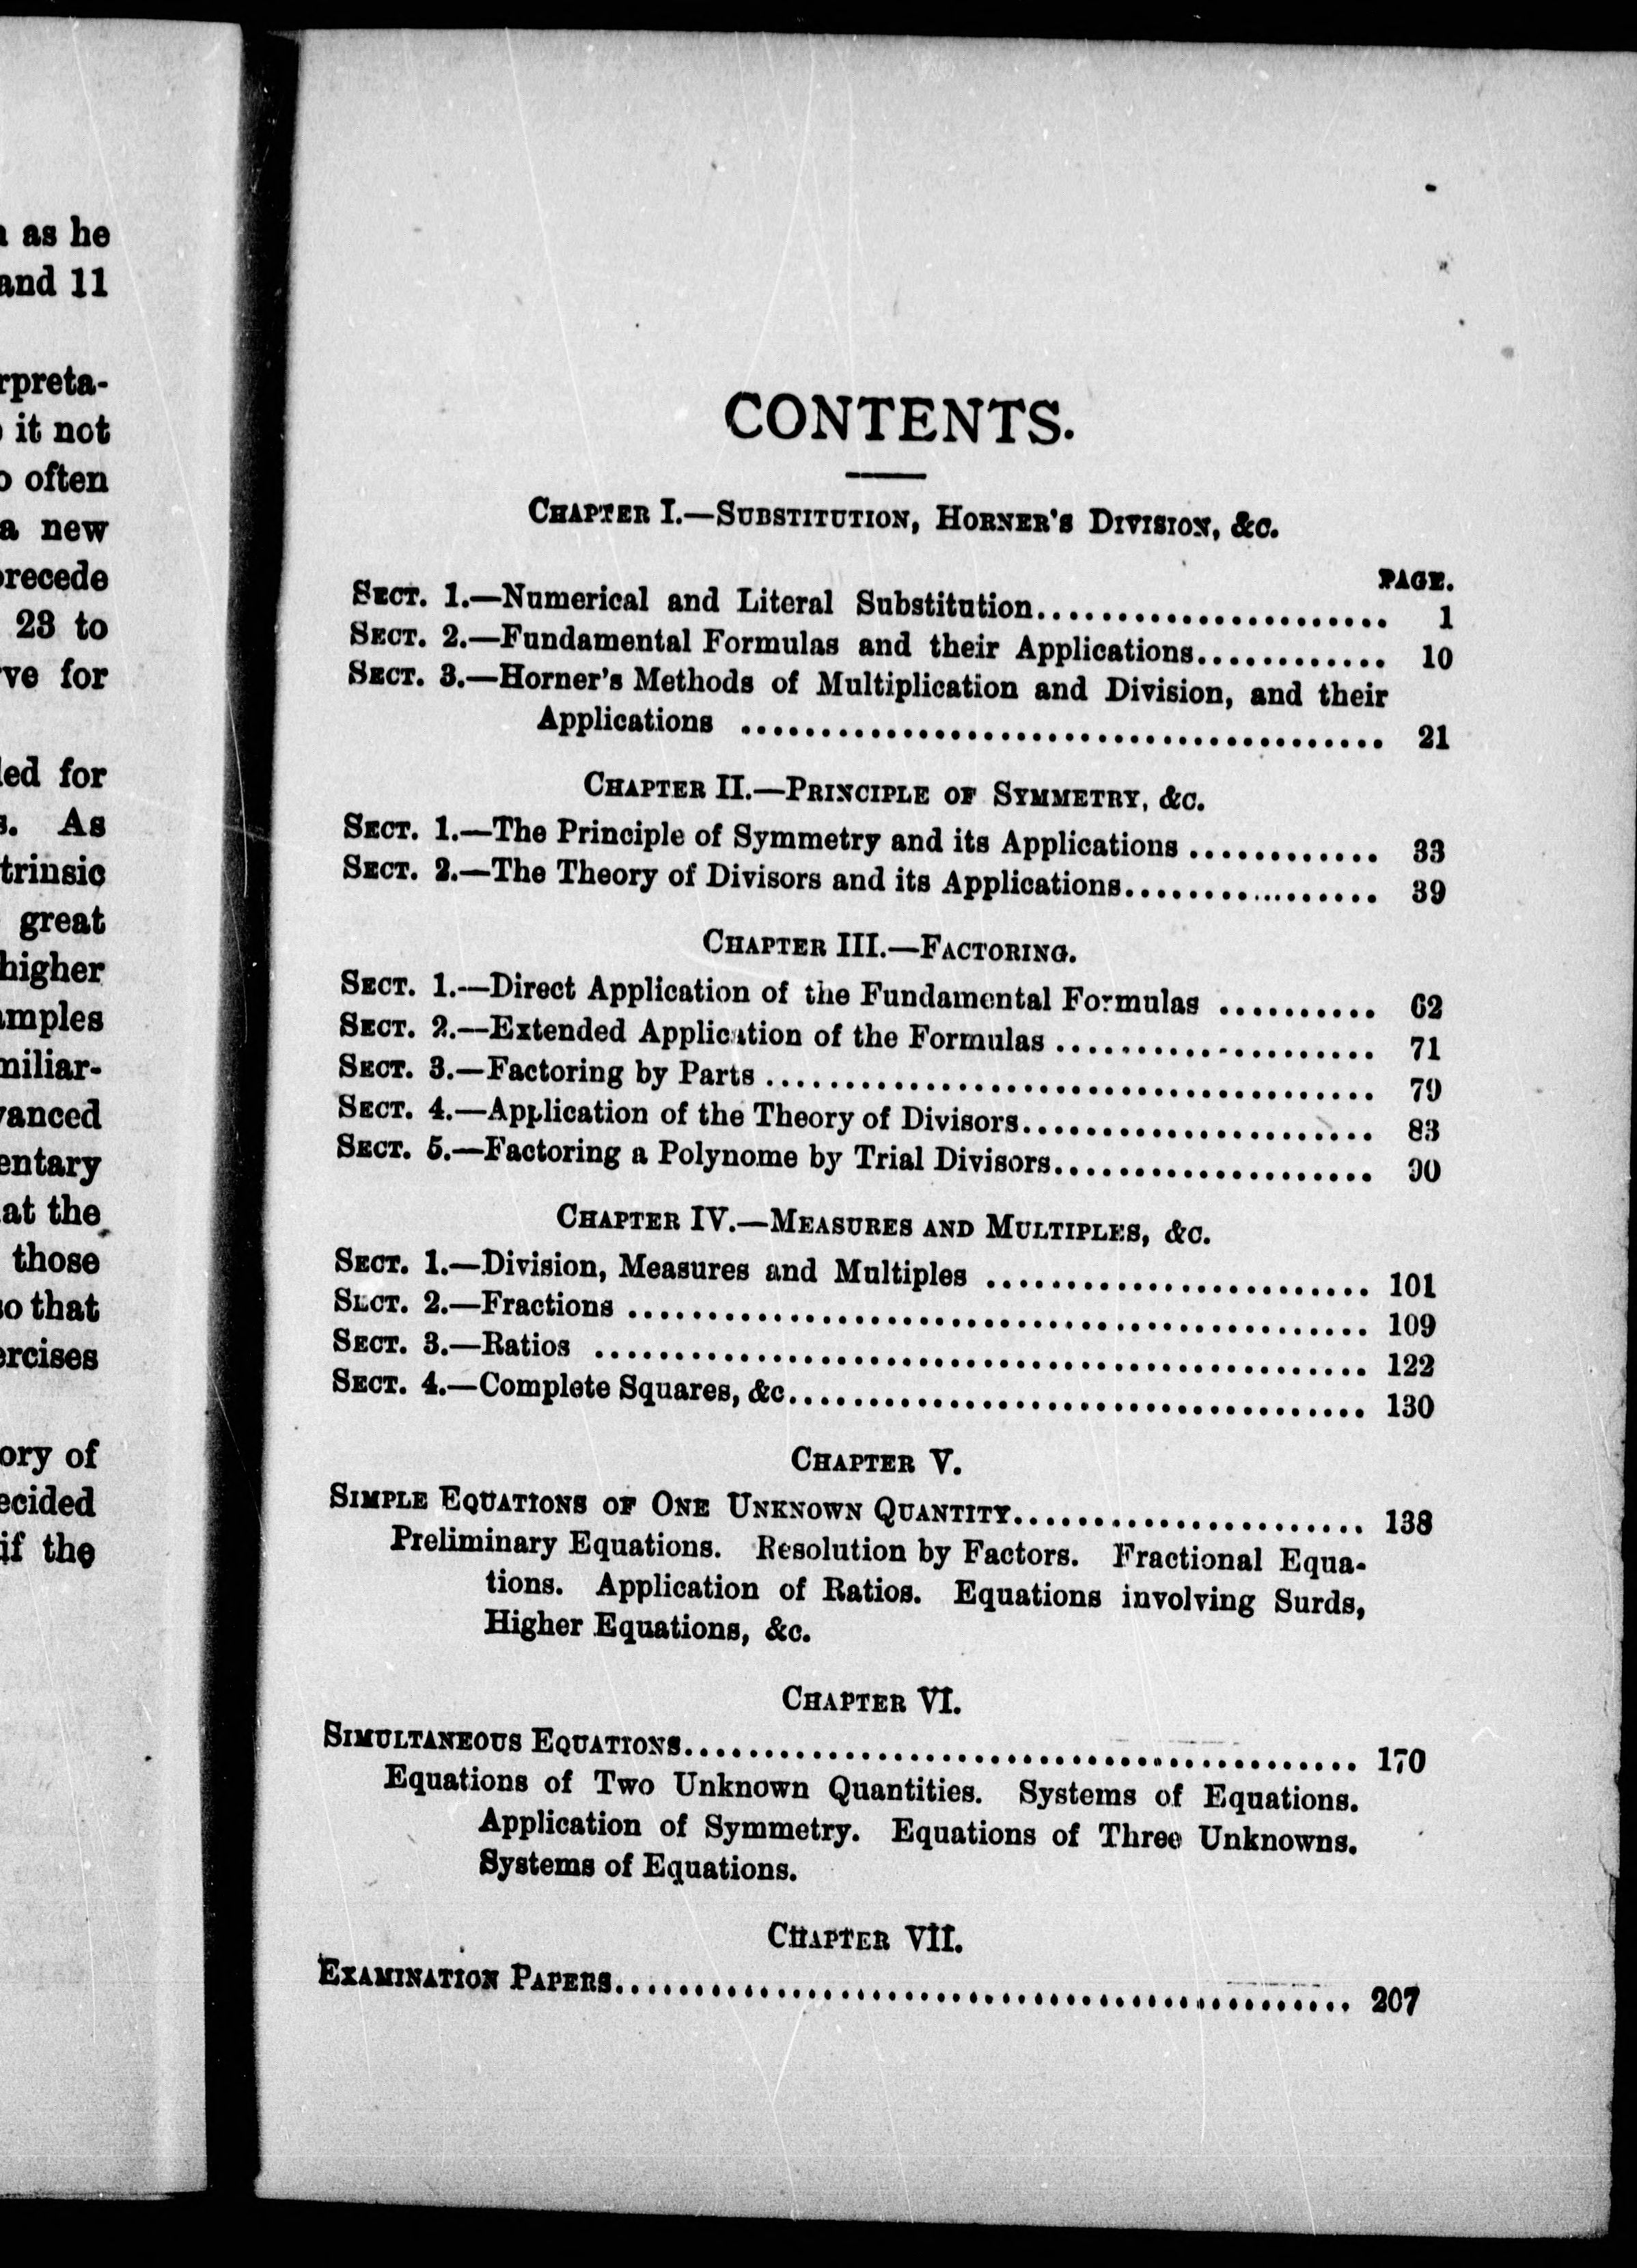 as he
and 11
rpreta-
it not
often
a new
precede
23 to
ve for
led for
As
trinsic
great
higher
amples
miliar-
vanced
entary
at the
those
so that
ercises
ory of
ecided
if the
CONTENTS.
CHAPTER I.—SUBSTITUTION, HORNER'S DIVISION, &C.
PAGE.
SECT. 1.—Numerical and Literal Substitution...................... 1
SECT. 2.—Fundamental Formulas and their Applications............ 10
SECT. 3.—Horner's Methods of Multiplication and Division, and their
Applications ........................................ 21
CHAPTER II.—PRINCIPLE OF SYMMETRY, &C.
SECT. 1.—The Principle of Symmetry and its Applications ............ 33
SECT. 2.—The Theory of Divisors and its Applications................ 39
CHAPTER III.—FACTORING.
SECT. 1.—Direct Application of the Fundamental Formulas .......... 62
SECT. 2.—Extended Application of the Formulas .................... 71
SECT. 3.—Factoring by Parts ...................................... 79
SECT. 4.—Application of the Theory of Divisors...................... 83
SECT. 5.—Factoring a Polynome by Trial Divisors.................... 90
CHAPTER IV.—MEASURES AND MULTIPLES, &C.
SECT. 1.—Division, Measures and Multiples ........................ 101
SECT. 2.—Fractions .............................................. 109
SECT. 3.—Ratios ................................................ 122
SECT. 4.—Complete Squares, &c.................................... 130
CHAPTER V.
SIMPLE EQUATIONS OF ONE UNKNOWN QUANTITY...................... 138
Preliminary Equations. Resolution by Factors. Fractional Equa-
tions. Application of Ratios. Equations involving Surds,
Higher Equations, &c.
CHAPTER VI.
SIMULTANEOUS EQUATIONS.......................................... 170
Equations of Two Unknown Quantities. Systems of Equations.
Application of Symmetry. Equations of Three Unknowns.
Systems of Equations.
CHAPTER VII.
EXAMINATION PAPERS.............................................. 207